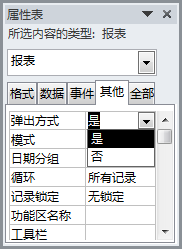 属性表
所选内容的类型: 报表
报表
格式 数据 事件 其他 全部
弹出方式 是
模式 是
日期分组 否
循环 所有记录
记录锁定 无锁定
功能区名称
工具栏